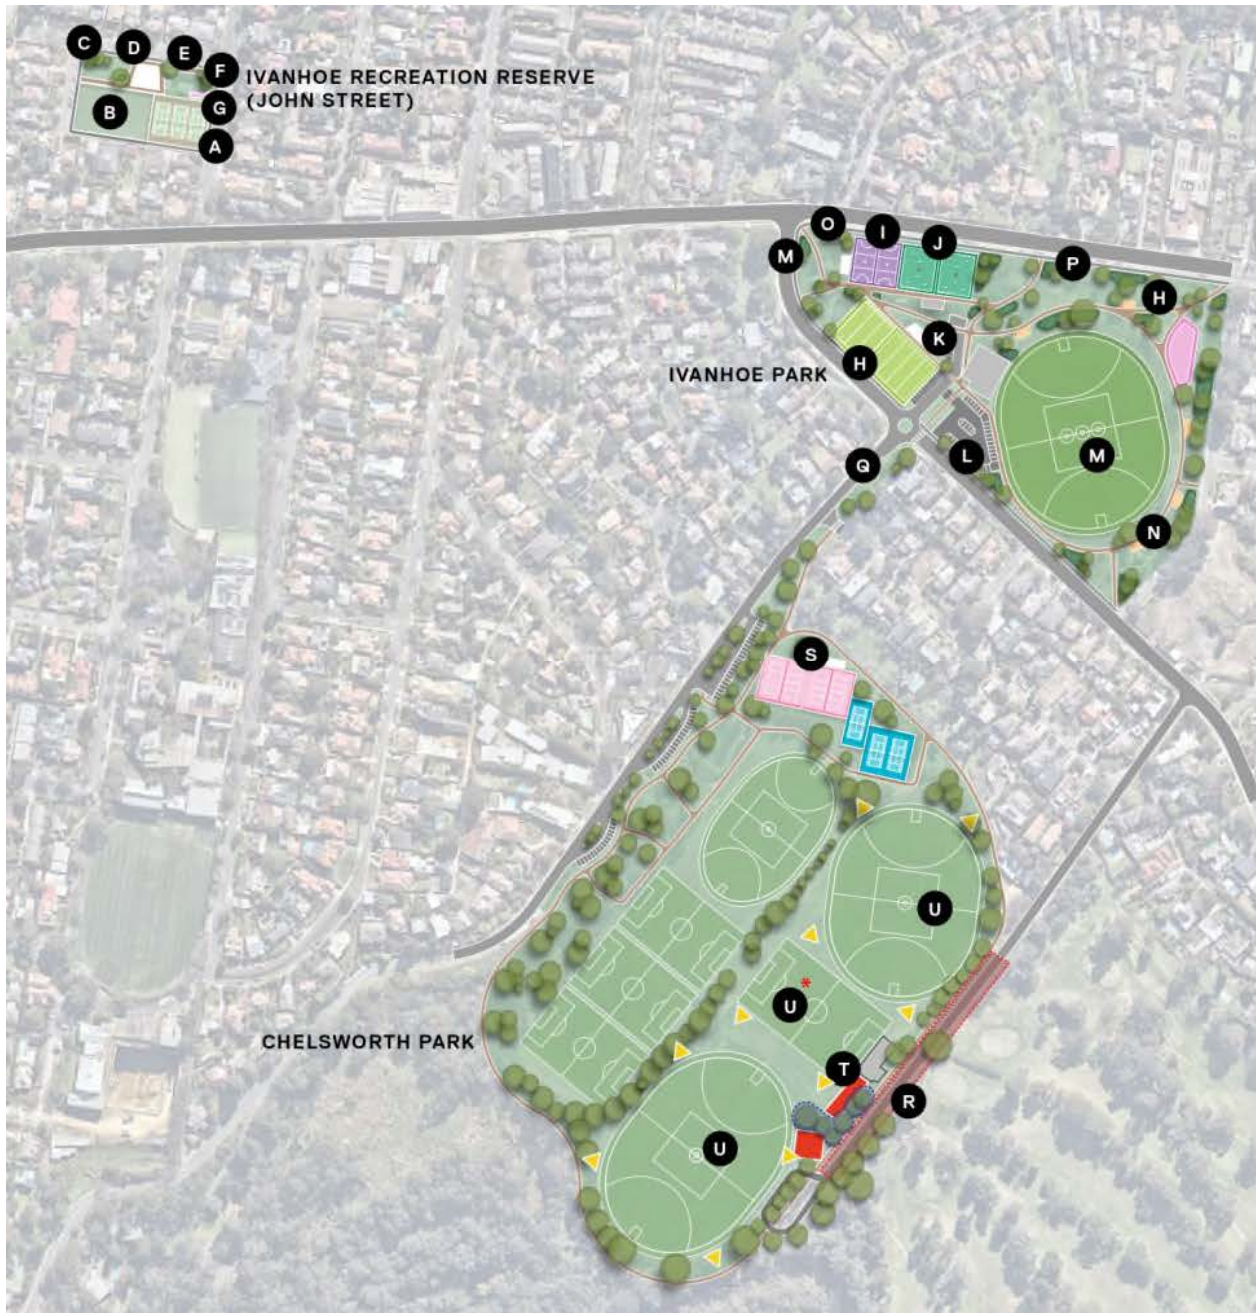 C
D
E
F
IVANHOE RECREATION RESERVE
(JOHN STREET)
G
B
A
O
I
J
M
P
H
K
H
IVANHOE PARK
M
L
Q
N
S
U
*
U
CHELSWORTH PARK
T
R
U